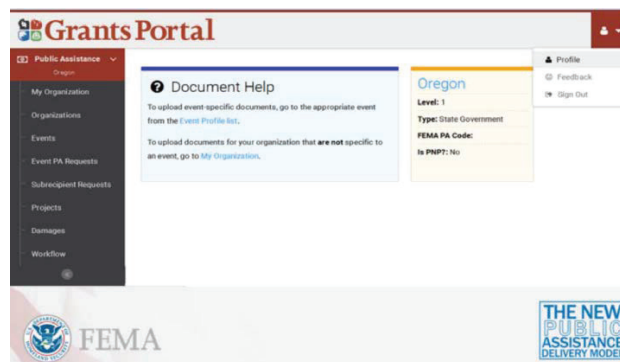 Grants Portal
Public Assistance
Oregon
My Organization
Organizations
Events
Event PA Requests
Subrecipient Requests
Projects
Damages
Workflow
Document Help
To upload event-specific documents, go to the appropriate event
from the Event Profile list.
To upload documents for your organization that are not specific to
an event, go to My Organization.
Oregon
Level: 1
Type: State Government
FEMA PA Code:
Is PNP?: No
Profile
Feedback
Sign Out
FEMA
THE NEW
PUBLIC
ASSISTANCE
DELIVERY MODEL